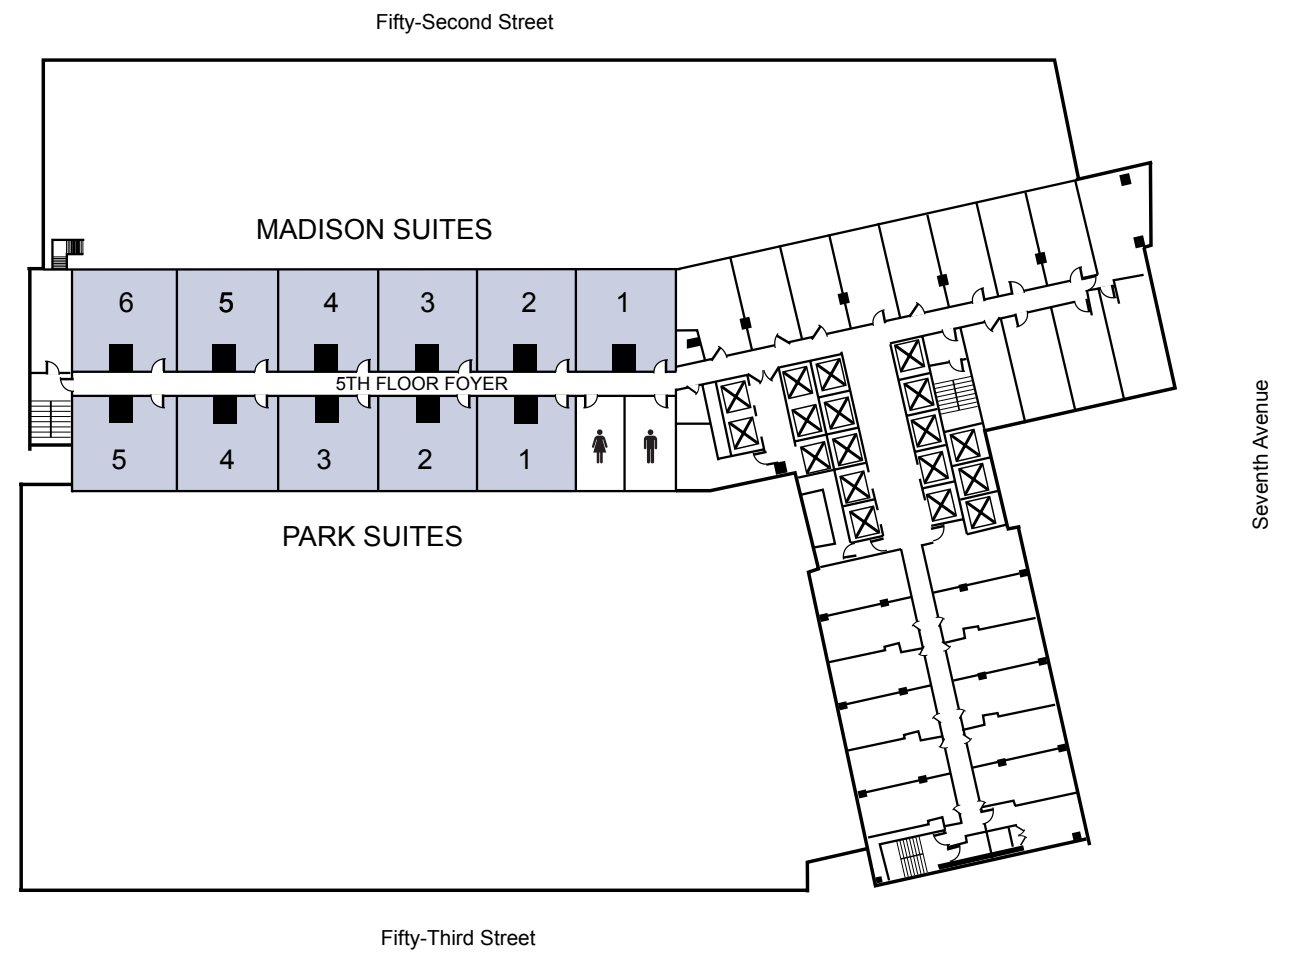 Fifty-Second Street
MADISON SUITES
6 5 4 3 2 1
5TH FLOOR FOYER
5 4 3 2 1
PARK SUITES
Seventh Avenue
Fifty-Third Street